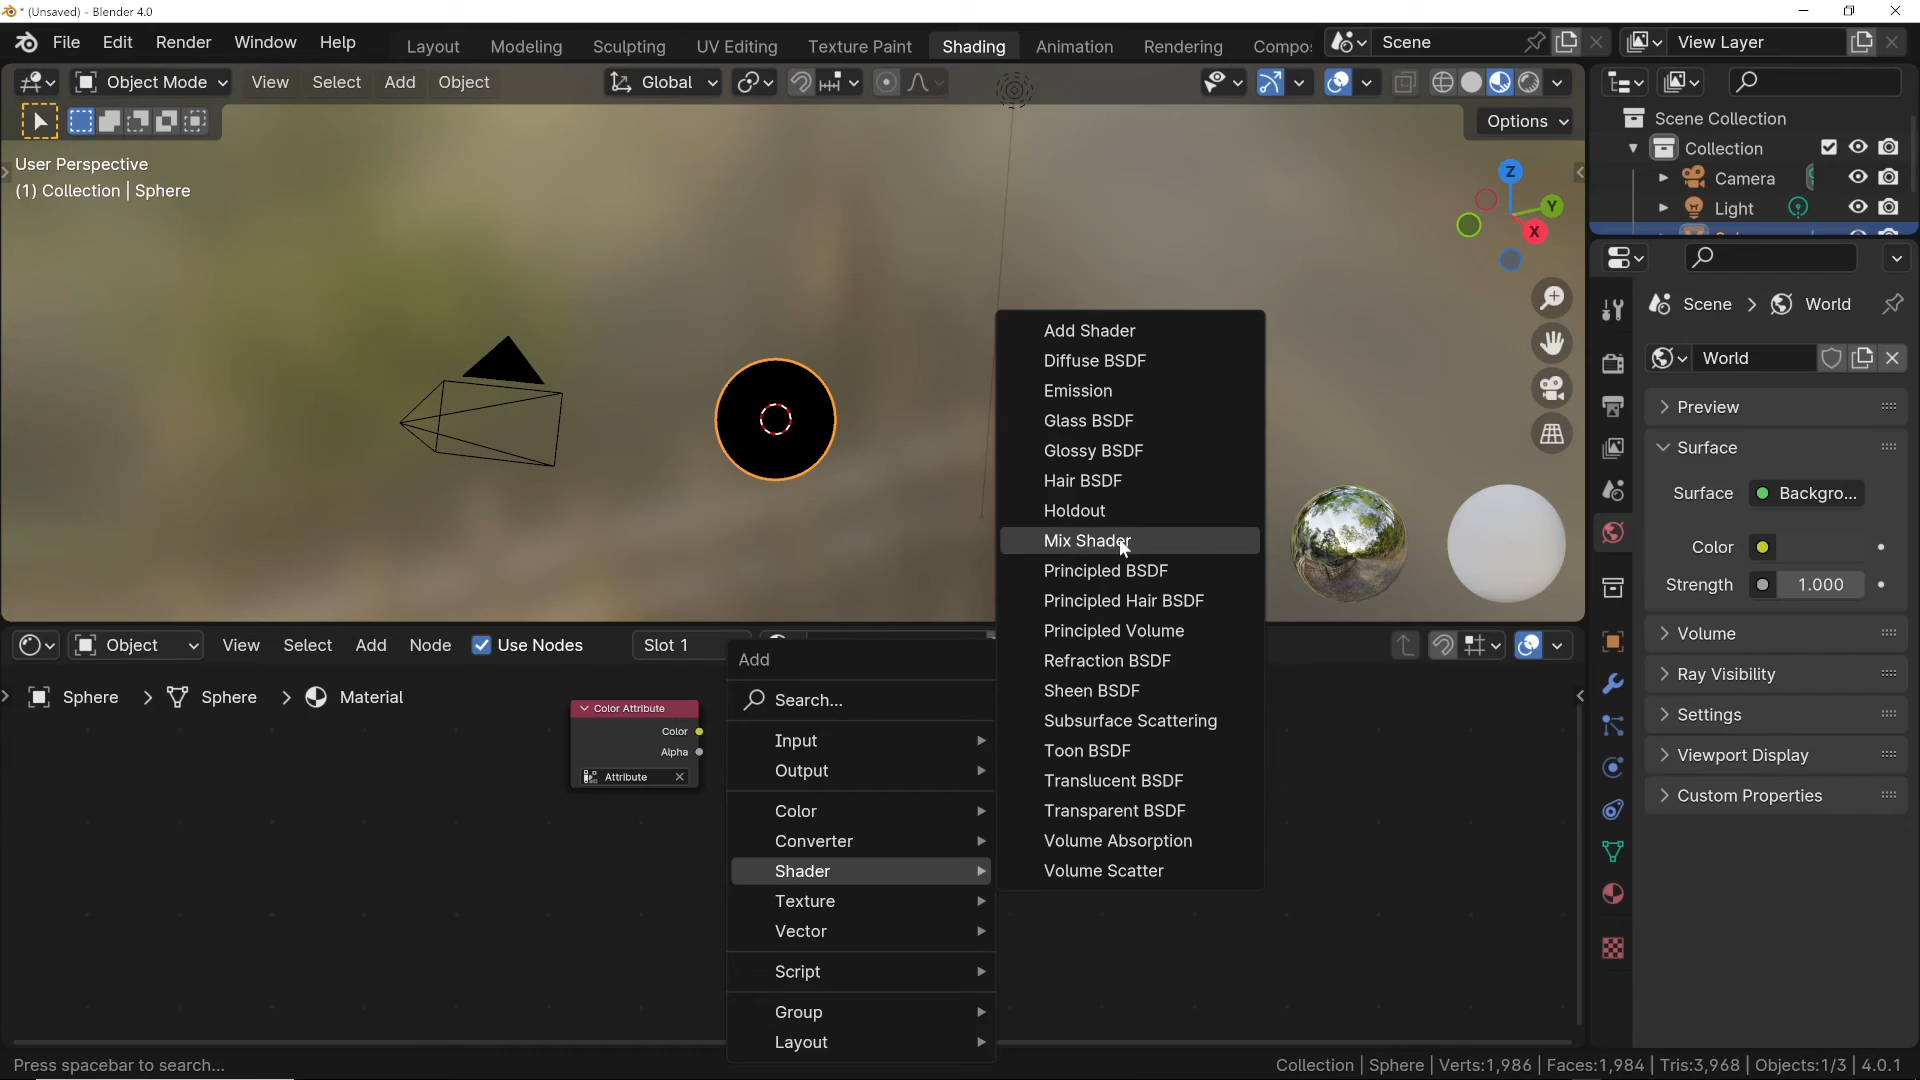 * (Unsaved) - Blender 4.0
File Edit Render Window Help
Layout Modeling Sculpting UV Editing Texture Paint Shading Animation Rendering Compo
Scene
View Layer
Object Mode View Select Add Object
Global
Options
User Perspective
(1) Collection | Sphere
Z
Y
X
Scene Collection
Collection
Camera
Light
Scene > World
World
Preview
Surface
Surface Backgro...
Color
Strength 1.000
Volume
Ray Visibility
Settings
Viewport Display
Custom Properties
Add Shader
Diffuse BSDF
Emission
Glass BSDF
Glossy BSDF
Hair BSDF
Holdout
Mix Shader
Principled BSDF
Principled Hair BSDF
Principled Volume
Refraction BSDF
Sheen BSDF
Subsurface Scattering
Toon BSDF
Translucent BSDF
Transparent BSDF
Volume Absorption
Volume Scatter
Object View Select Add Node Use Nodes Slot 1
Sphere > Sphere > Material
Color Attribute
Color
Alpha
Attribute
Add
Search...
Input
Output
Color
Converter
Shader
Texture
Vector
Script
Group
Layout
Press spacebar to search...
Collection | Sphere | Verts:1,986 | Faces:1,984 | Tris:3,968 | Objects:1/3 | 4.0.1